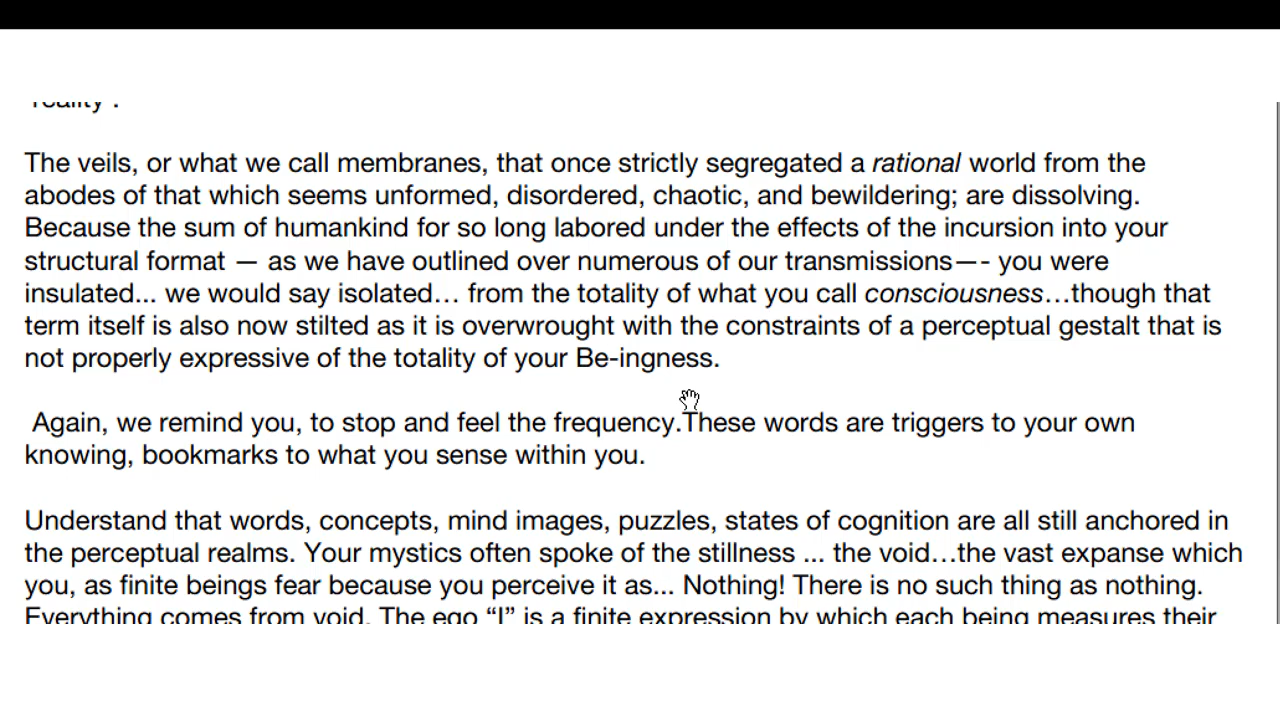 reality".
The veils, or what we call membranes, that once strictly segregated a rational world from the
abodes of that which seems unformed, disordered, chaotic, and bewildering; are dissolving.
Because the sum of humankind for so long labored under the effects of the incursion into your
structural format — as we have outlined over numerous of our transmissions—- you were
insulated... we would say isolated… from the totality of what you call consciousness…though that
term itself is also now stilted as it is overwrought with the constraints of a perceptual gestalt that is
not properly expressive of the totality of your Be-ingness.
Again, we remind you, to stop and feel the frequency.These words are triggers to your own
knowing, bookmarks to what you sense within you.
Understand that words, concepts, mind images, puzzles, states of cognition are all still anchored in
the perceptual realms. Your mystics often spoke of the stillness ... the void…the vast expanse which
you, as finite beings fear because you perceive it as... Nothing! There is no such thing as nothing.
Everything comes from void. The ego “I” is a finite expression by which each being measures their